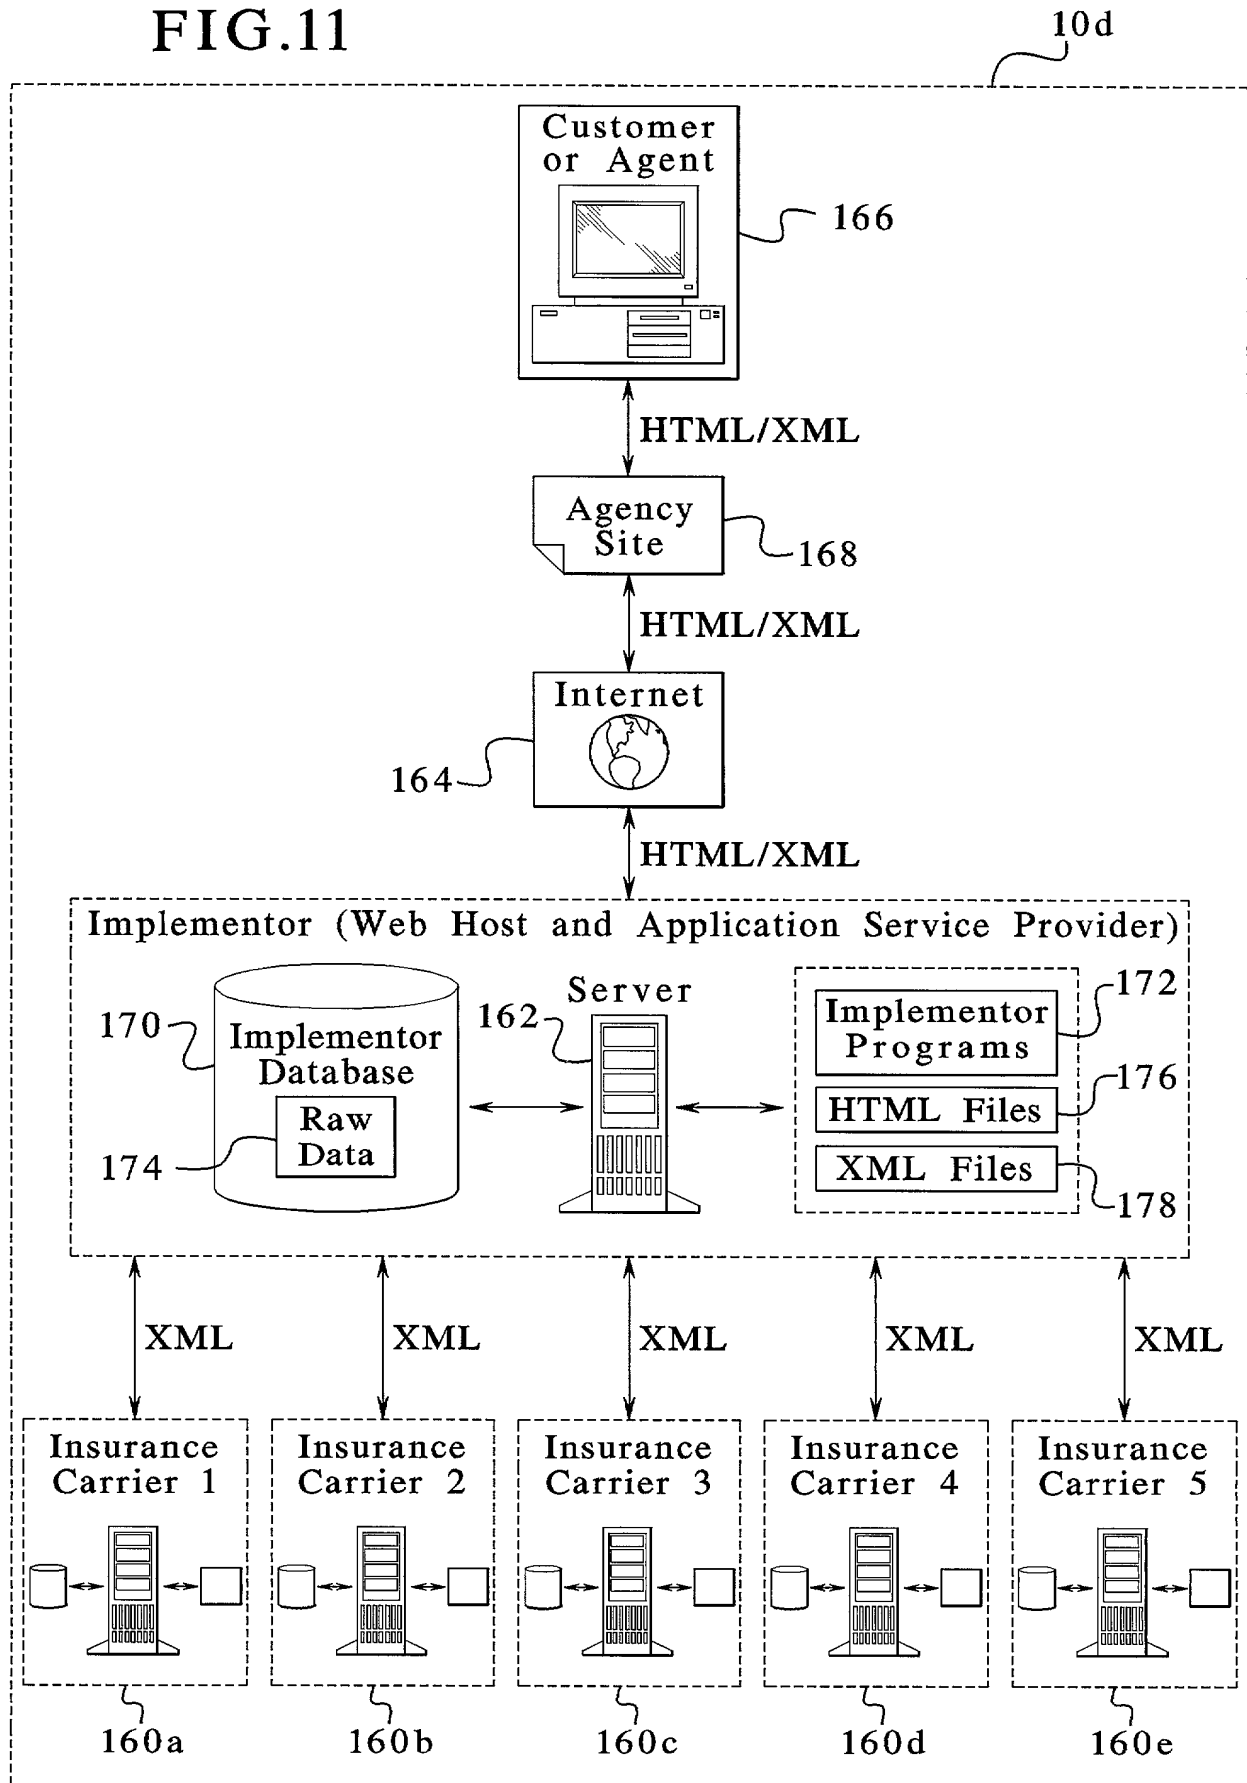 FIG.11
10d
Customer
or Agent
166
HTML/XML
Agency
Site
168
HTML/XML
Internet
164
HTML/XML
Implementor (Web Host and Application Service Provider)
Server
170
Implementor
Database
Raw
Data
174
162
Implementor
Programs
172
HTML Files
176
XML Files
178
XML
XML
XML
XML
XML
Insurance
Carrier 1
Insurance
Carrier 2
Insurance
Carrier 3
Insurance
Carrier 4
Insurance
Carrier 5
160a
160b
160c
160d
160e